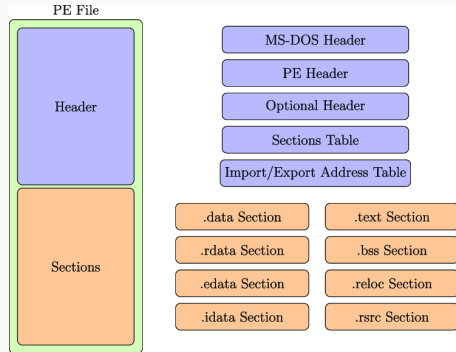 PE File
Header
Sections
MS-DOS Header
PE Header
Optional Header
Sections Table
Import/Export Address Table
.data Section
.text Section
.rdata Section
.bss Section
.edata Section
.reloc Section
.idata Section
.rsrc Section